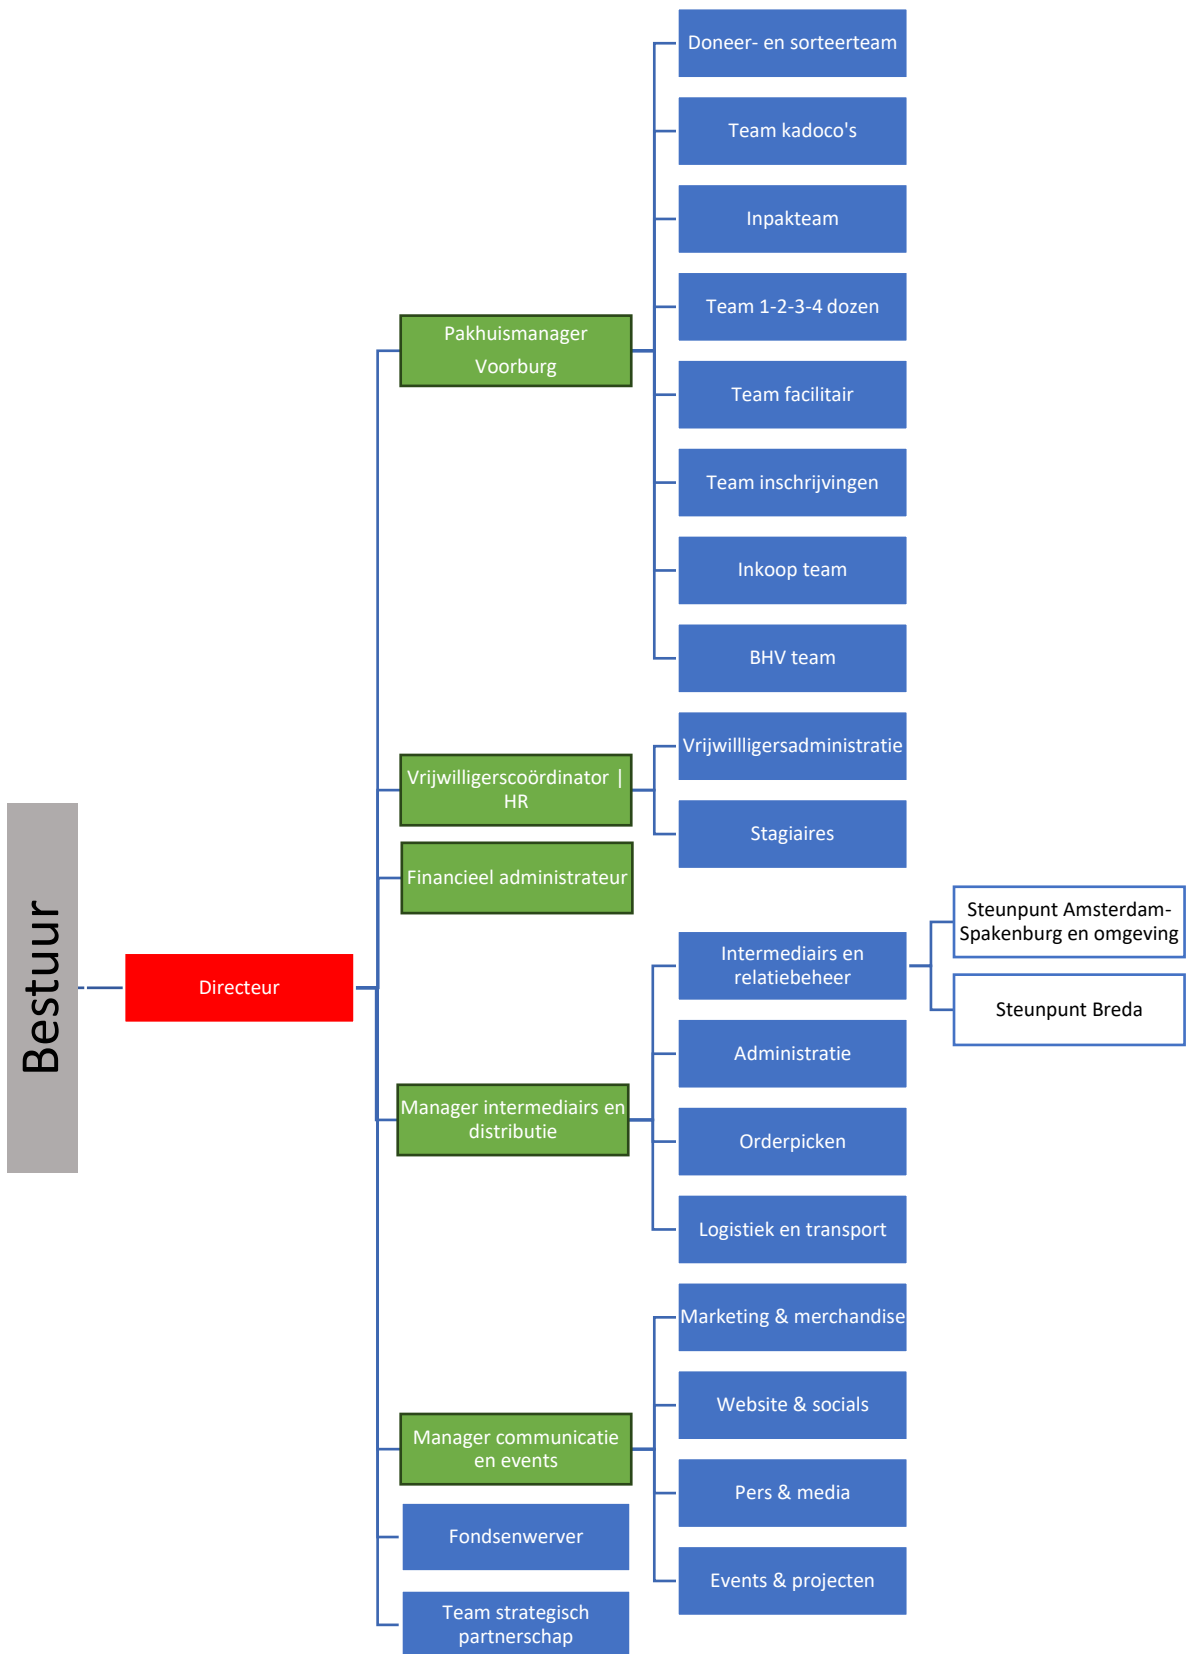 Bestuur
Directeur
Pakhuismanager
Voorburg
Doneer- en sorteerteam
Team kadoco's
Inpakteam
Team 1-2-3-4 dozen
Team facilitair
Team inschrijvingen
Inkoop team
BHV team
Vrijwilligerscoördinator |
HR
Vrijwillligersadministratie
Stagiaires
Financieel administrateur
Manager intermediairs en
distributie
Intermediairs en
relatiebeheer
Steunpunt Amsterdam-
Spakenburg en omgeving
Steunpunt Breda
Administratie
Orderpicken
Logistiek en transport
Manager communicatie
en events
Marketing & merchandise
Website & socials
Pers & media
Events & projecten
Fondsenwerver
Team strategisch
partnerschap